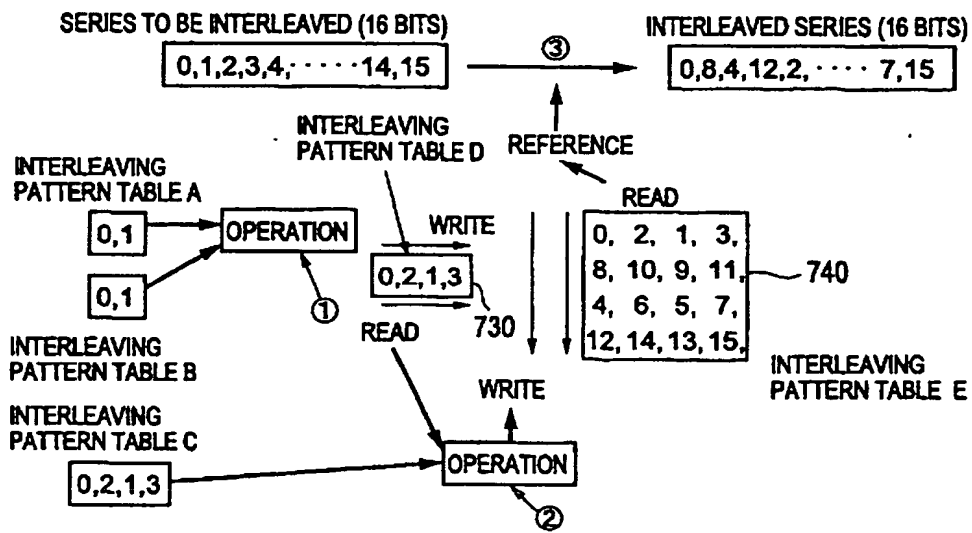 SERIES TO BE INTERLEAVED (16 BITS)
0,1,2,3,4,·····14,15
③
INTERLEAVED SERIES (16 BITS)
0,8,4,12,2,···· 7,15
INTERLEAVING
PATTERN TABLE D
REFERENCE
INTERLEAVING
PATTERN TABLE A
0,1
OPERATION
WRITE
READ
0, 2, 1, 3,
8, 10, 9, 11,
4, 6, 5, 7,
12, 14, 13, 15,
740
0,1
①
0,2,1,3
730
READ
INTERLEAVING
PATTERN TABLE B
INTERLEAVING
PATTERN TABLE E
WRITE
INTERLEAVING
PATTERN TABLE C
0,2,1,3
OPERATION
②